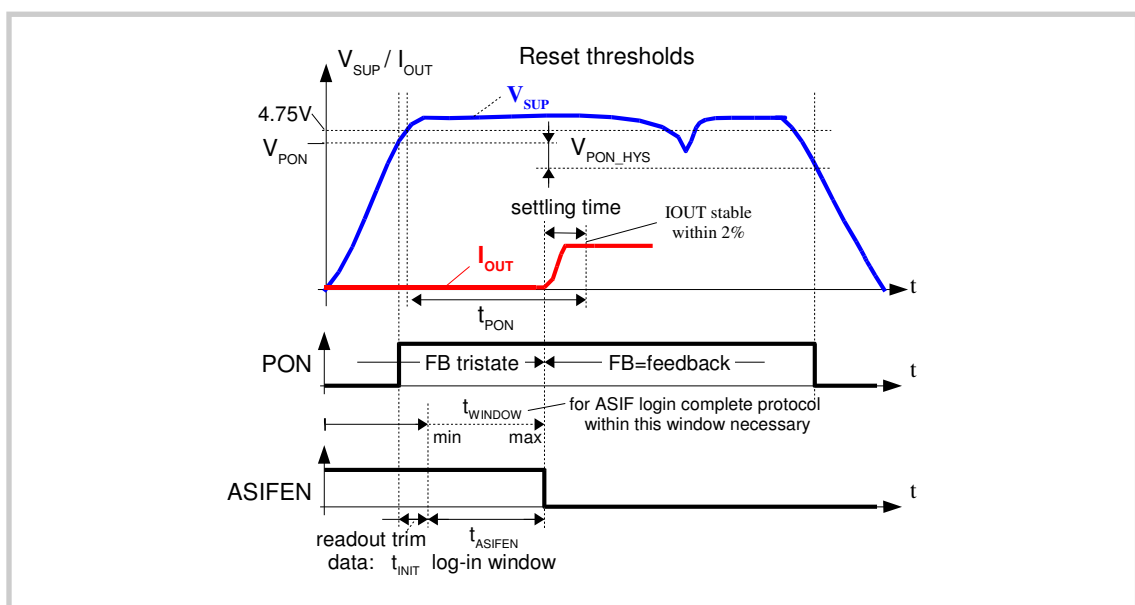 Reset thresholds
V_SUP / I_OUT
V_SUP
4.75V
V_PON
V_PON_HYS
settling time
IOUT stable
within 2%
I_OUT
t
t_PON
PON
FB tristate
FB=feedback
t
t_WINDOW
for ASIF login complete protocol
within this window necessary
min
max
ASIFEN
t
readout trim
data: t_INIT
t_ASIFEN
log-in window